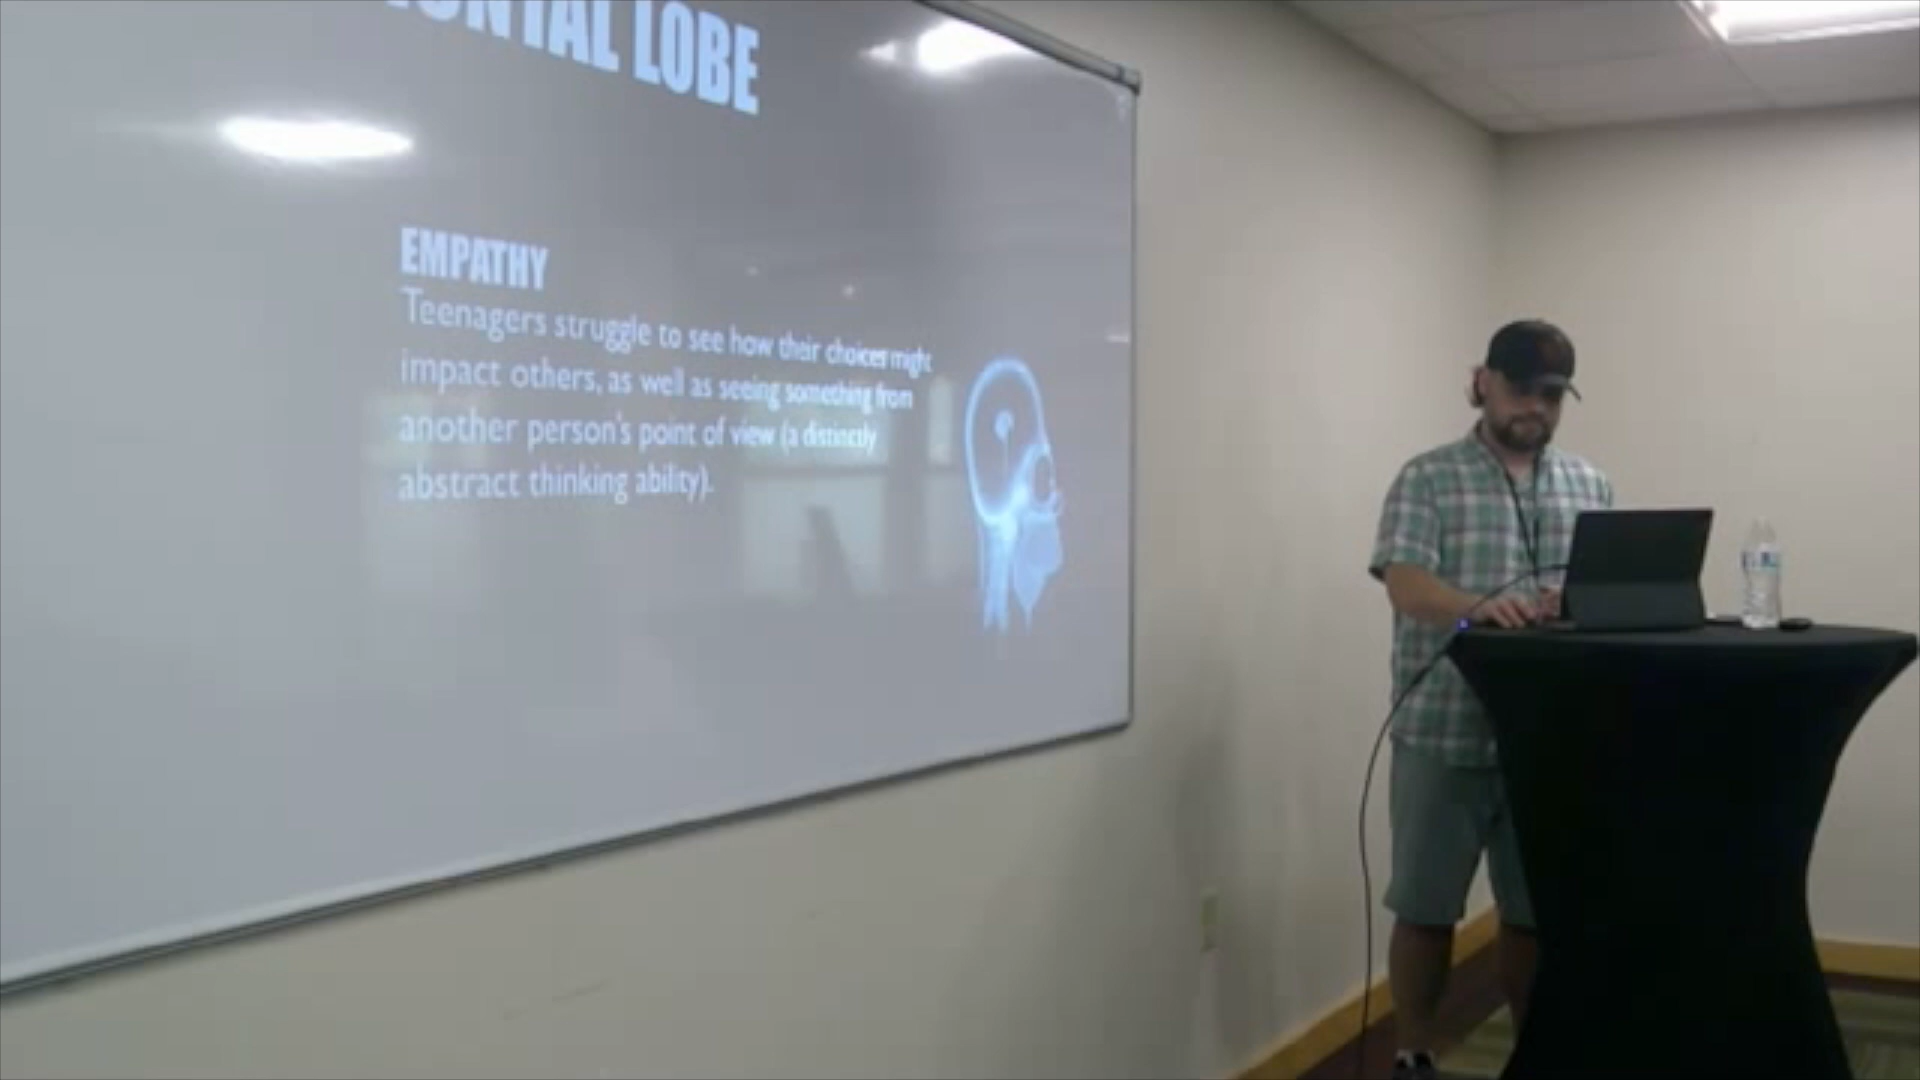 LOBE
EMPATHY
Teenagers struggle to see how their choices might
impact others, as well as seeing something from
another person's point of view (a distinctly
abstract thinking ability).